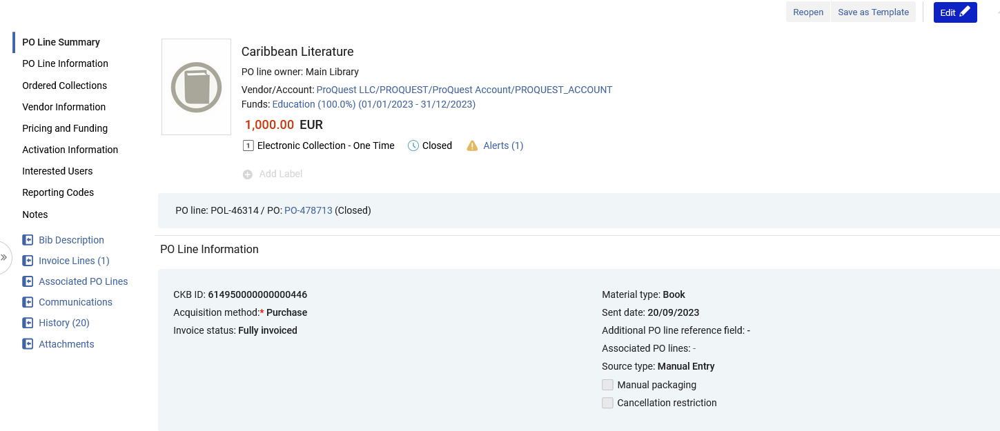 Reopen Save as Template Edit
PO Line Summary
PO Line Information
Ordered Collections
Vendor Information
Pricing and Funding
Activation Information
Interested Users
Reporting Codes
Notes
Bib Description
Invoice Lines (1)
Associated PO Lines
Communications
History (20)
Attachments
Caribbean Literature
PO line owner: Main Library
Vendor/Account: ProQuest LLC/PROQUEST/ProQuest Account/PROQUEST_ACCOUNT
Funds: Education (100.0%) (01/01/2023 - 31/12/2023)
1,000.00 EUR
1 Electronic Collection - One Time Closed Alerts (1)
Add Label
PO line: POL-46314 / PO: PO-478713 (Closed)
PO Line Information
CKB ID: 614950000000000446
Acquisition method:* Purchase
Invoice status: Fully invoiced
Material type: Book
Sent date: 20/09/2023
Additional PO line reference field: -
Associated PO lines: -
Source type: Manual Entry
Manual packaging
Cancellation restriction